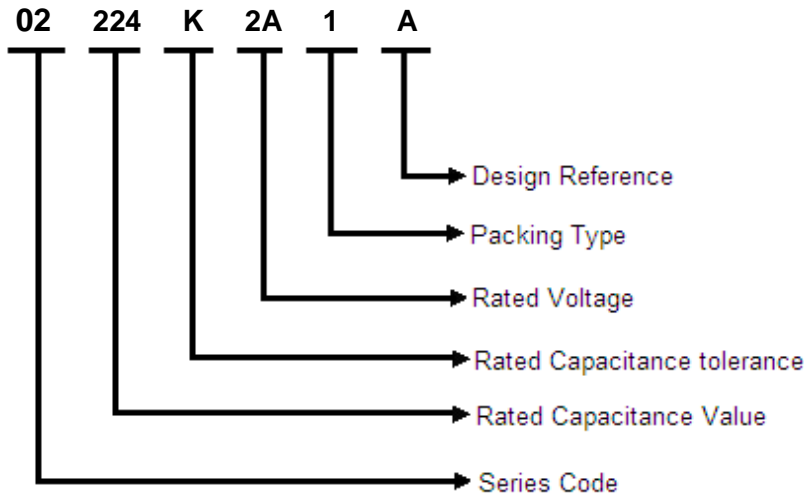 02 224 K 2A 1 A
Design Reference
Packing Type
Rated Voltage
Rated Capacitance tolerance
Rated Capacitance Value
Series Code